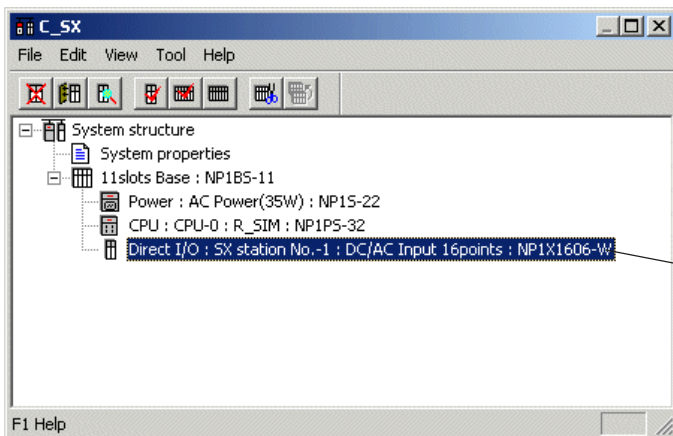 C_SX
File Edit View Tool Help
System structure
System properties
11slots Base : NP1BS-11
Power : AC Power(35W) : NP1S-22
CPU : CPU-0 : R_SIM : NP1PS-32
Direct I/O : SX station No.-1 : DC/AC Input 16points : NP1X1606-W
F1 Help